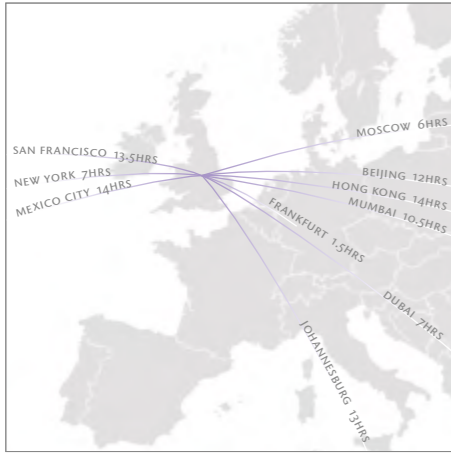 MOSCOW 6HRS
SAN FRANCISCO 13.5HRS
NEW YORK 7HRS
MEXICO CITY 14HRS
BEIJING 12HRS
HONG KONG 14HRS
MUMBAI 10.5HRS
FRANKFURT 1.5HRS
DUBAI 7HRS
JOHANNESBURG 13HRS